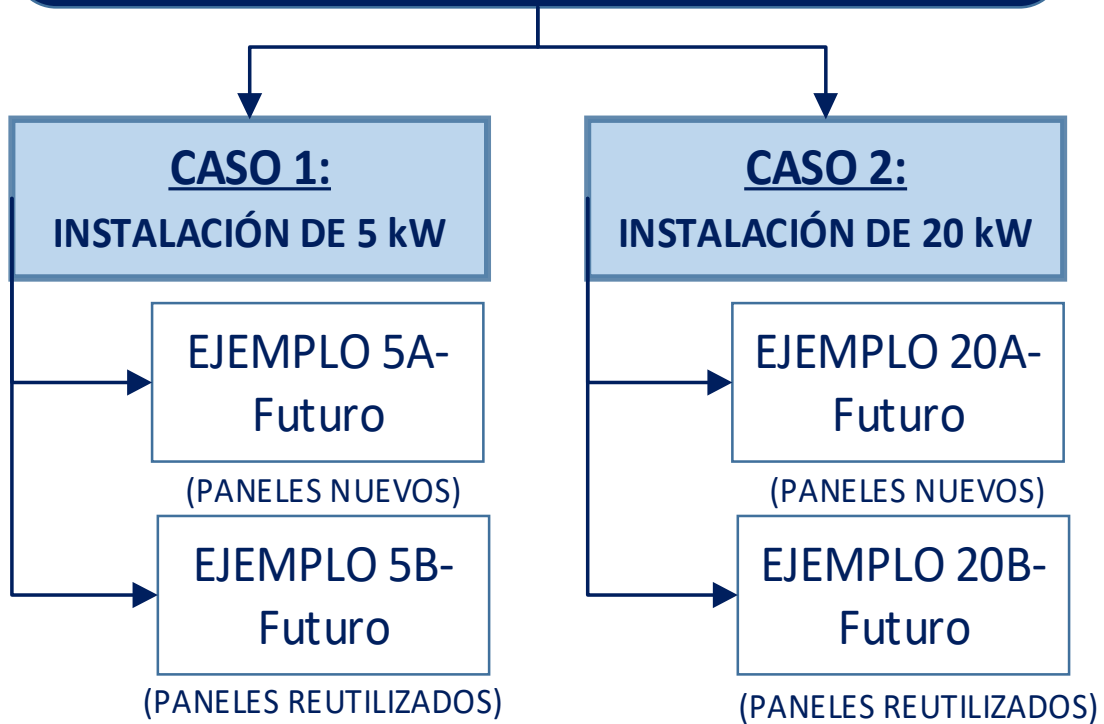 CASO 1:
INSTALACIÓN DE 5 kW
EJEMPLO 5A-
Futuro
(PANELES NUEVOS)
EJEMPLO 5B-
Futuro
(PANELES REUTILIZADOS)
CASO 2:
INSTALACIÓN DE 20 kW
EJEMPLO 20A-
Futuro
(PANELES NUEVOS)
EJEMPLO 20B-
Futuro
(PANELES REUTILIZADOS)